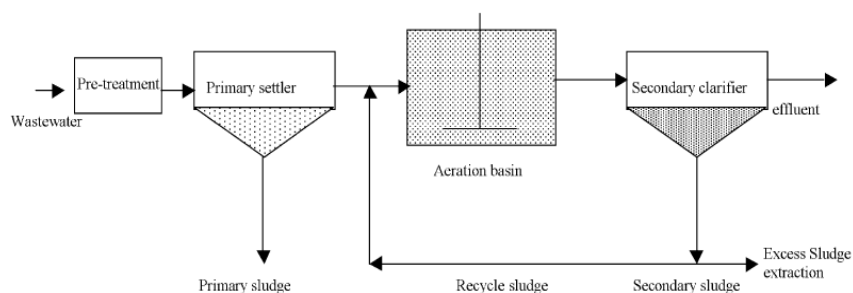 Pre-treatment
Primary settler
Secondary clarifier
Wastewater
effluent
Aeration basin
Excess Sludge
extraction
Primary sludge
Recycle sludge
Secondary sludge